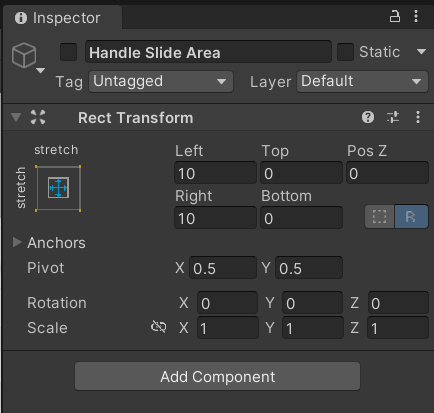 Inspector
Handle Slide Area Static
Tag Untagged Layer Default
Rect Transform
stretch
stretch
Left Top Pos Z
10 0 0
Right Bottom
10 0 R
Anchors
Pivot X 0.5 Y 0.5
Rotation X 0 Y 0 Z 0
Scale X 1 Y 1 Z 1
Add Component